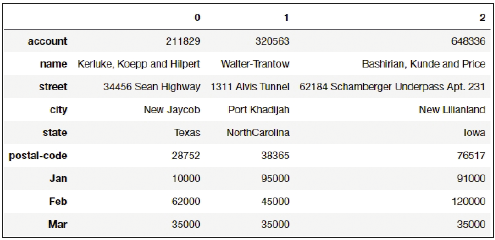 0 1 2
account 211829 320563 648336
name Kerluke, Koepp and Hilpert Walter-Trantow Bashirian, Kunde and Price
street 34456 Sean Highway 1311 Alvis Tunnel 62184 Schamberger Underpass Apt. 231
city New Jaycob Port Khadijah New Lilianland
state Texas NorthCarolina Iowa
postal-code 28752 38365 76517
Jan 10000 95000 91000
Feb 62000 45000 120000
Mar 35000 35000 35000